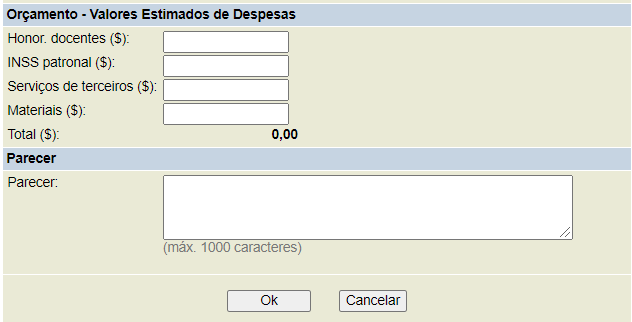 Orçamento - Valores Estimados de Despesas
Honor. docentes ($):
INSS patronal ($):
Serviços de terceiros ($):
Materiais ($):
Total ($): 0,00
Parecer
Parecer:
(máx. 1000 caracteres)
Ok Cancelar